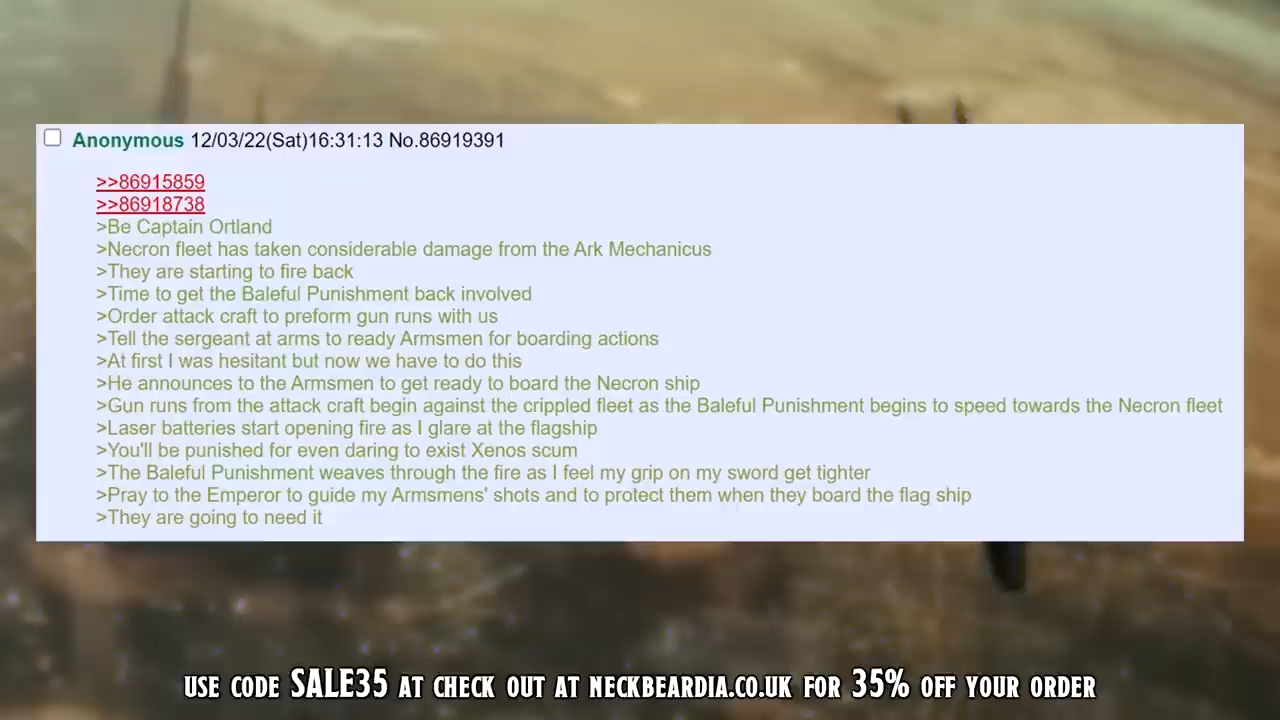 Anonymous 12/03/22(Sat)16:31:13 No.86919391
>>86915859
>>86918738
>Be Captain Ortland
>Necron fleet has taken considerable damage from the Ark Mechanicus
>They are starting to fire back
>Time to get the Baleful Punishment back involved
>Order attack craft to preform gun runs with us
>Tell the sergeant at arms to ready Armsmen for boarding actions
>At first I was hesitant but now we have to do this
>He announces to the Armsmen to get ready to board the Necron ship
>Gun runs from the attack craft begin against the crippled fleet as the Baleful Punishment begins to speed towards the Necron fleet
>Laser batteries start opening fire as I glare at the flagship
>You'll be punished for even daring to exist Xenos scum
>The Baleful Punishment weaves through the fire as I feel my grip on my sword get tighter
>Pray to the Emperor to guide my Armsmens' shots and to protect them when they board the flag ship
>They are going to need it
USE CODE SALE35 AT CHECK OUT AT NECKBEARDIA.CO.UK FOR 35% OFF YOUR ORDER